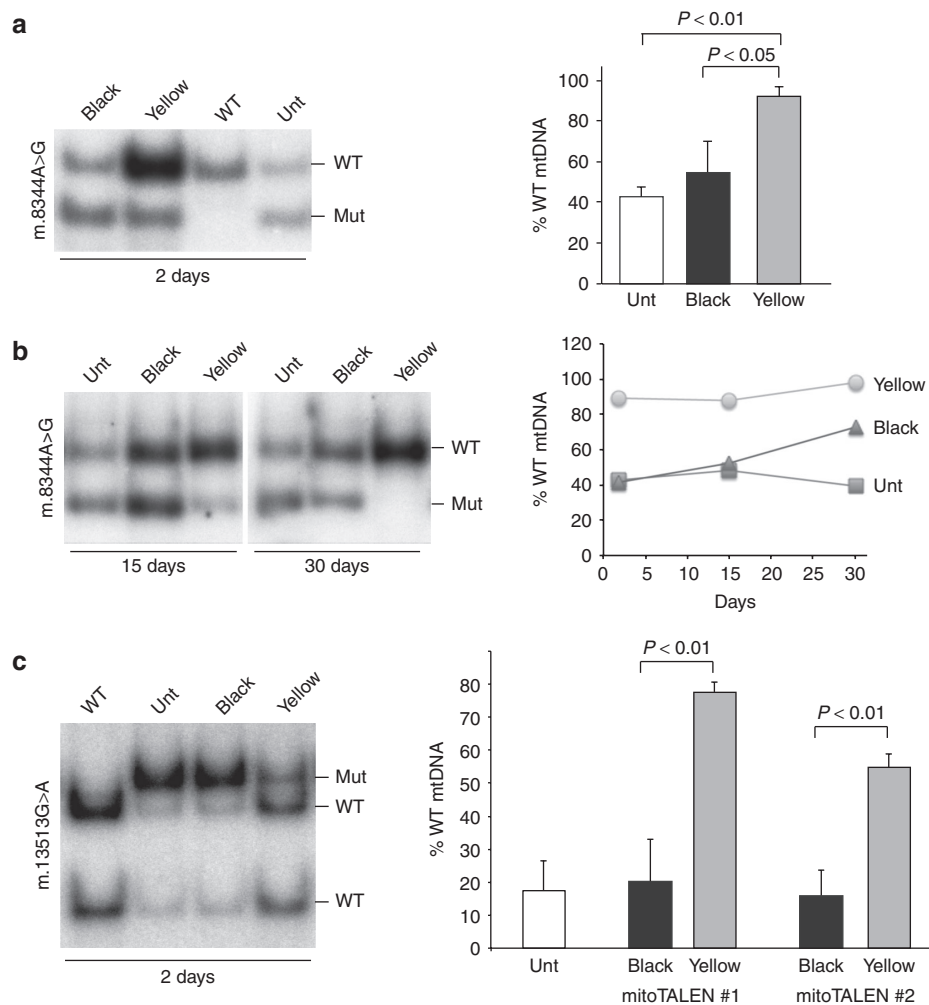 a
Black Yellow WT Unt
m.8344A>G
WT
Mut
2 days
P < 0.01
P < 0.05
% WT mtDNA
100
80
60
40
20
0
Unt Black Yellow
b
Unt Black Yellow Unt Black Yellow
m.8344A>G
WT
Mut
15 days 30 days
% WT mtDNA
120
100
80
60
40
20
0
Yellow
Black
Unt
0 5 10 15 20 25 30
Days
c
WT Unt Black Yellow
m.13513G>A
Mut
WT
WT
2 days
% WT mtDNA
80
70
60
50
40
30
20
10
0
P < 0.01
P < 0.01
Unt Black Yellow Black Yellow
mitoTALEN #1 mitoTALEN #2